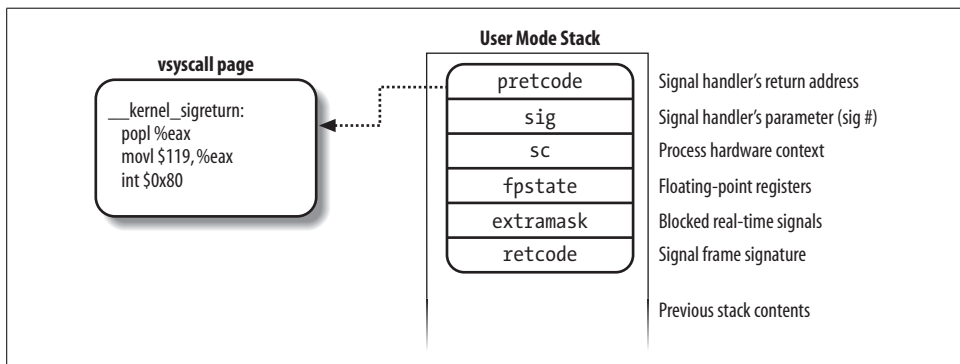 User Mode Stack
vsyscall page
__kernel_sigreturn:
popl %eax
movl $119,%eax
int $0x80
pretcode
Signal handler's return address
sig
Signal handler's parameter (sig #)
sc
Process hardware context
fpstate
Floating-point registers
extramask
Blocked real-time signals
retcode
Signal frame signature
Previous stack contents